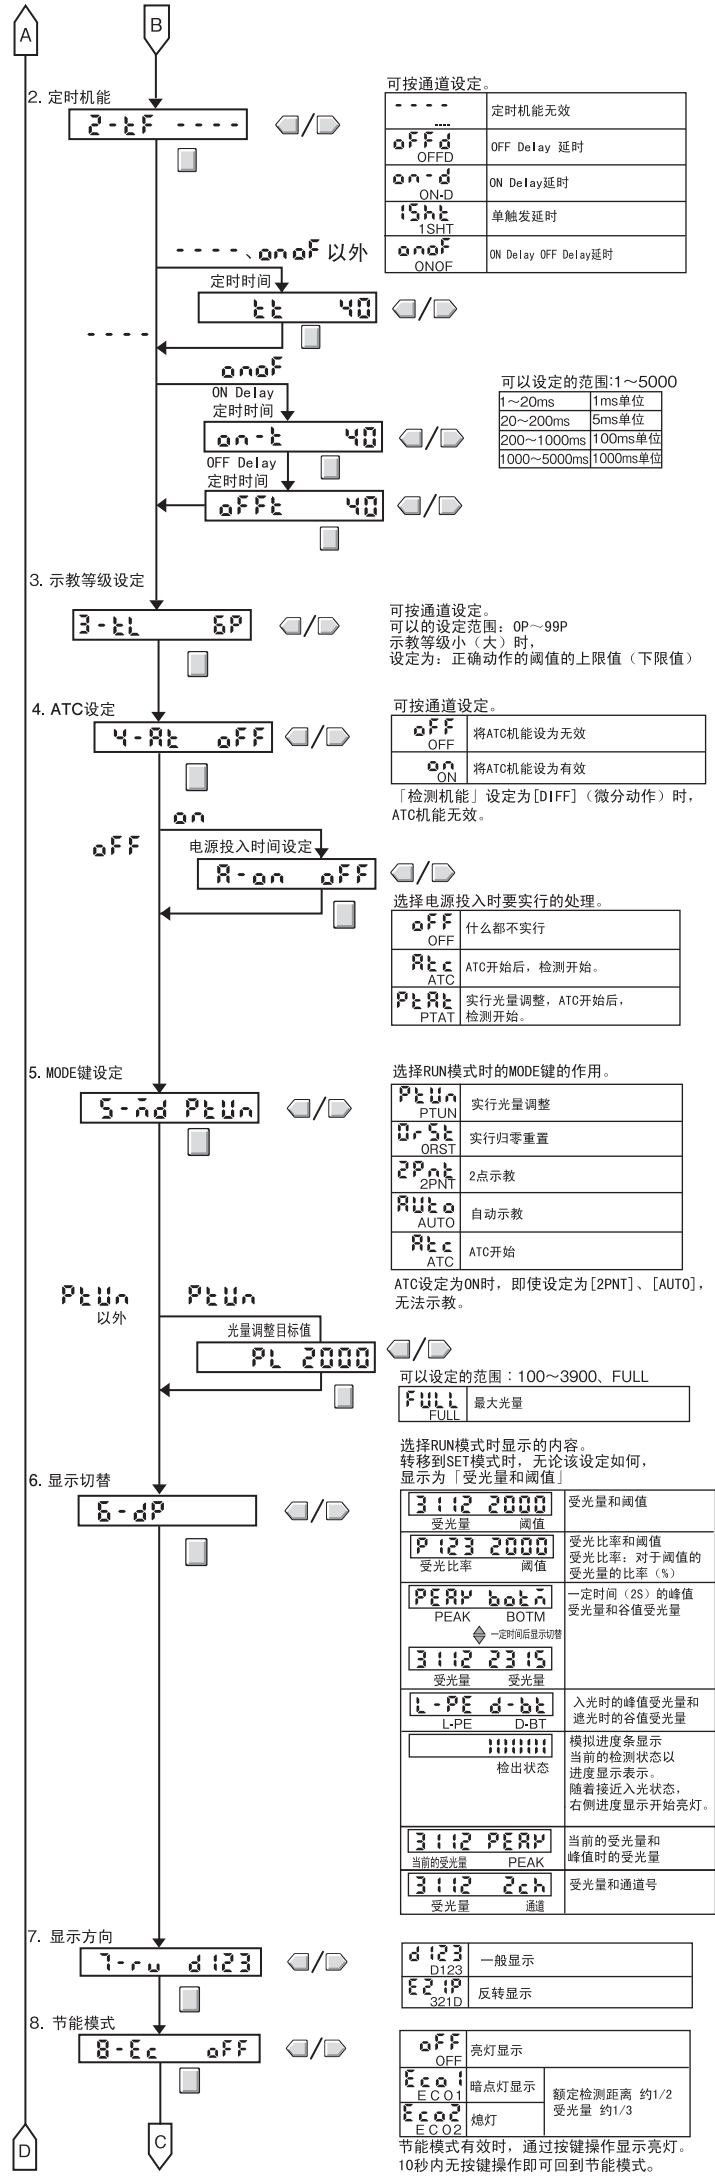 A
B
2. 定时机能
2-tF ----
可按通道设定。
---- ---- 定时机能无效
oFFd OFFD OFF Delay 延时
on-d ON-D ON Delay延时
1Sht 1SHT 单触发延时
onoF ONOF ON Delay OFF Delay延时
----、onoF 以外
定时时间
tt 40
----
onoF
ON Delay
定时时间
on-t 40
OFF Delay
定时时间
oFFt 40
可以设定的范围:1～5000
1～20ms 1ms单位
20～200ms 5ms单位
200～1000ms 100ms单位
1000～5000ms 1000ms单位
3. 示教等级设定
3-tL 6P
可按通道设定。
可以的设定范围：0P～99P
示教等级小（大）时，
设定为：正确动作的阈值的上限值（下限值）
4. ATC设定
4-At oFF
可按通道设定。
oFF OFF 将ATC机能设为无效
on ON 将ATC机能设为有效
「检测机能」设定为[DIFF]（微分动作）时，
ATC机能无效。
on
oFF
电源投入时间设定
A-on oFF
选择电源投入时要实行的处理。
oFF OFF 什么都不实行
Atc ATC ATC开始后，检测开始。
PtAt PTAT 实行光量调整，ATC开始后，
检测开始。
5. MODE键设定
5-md PtUn
选择RUN模式时的MODE键的作用。
PtUn PTUN 实行光量调整
0rSt 0RST 实行归零重置
2Pnt 2PNT 2点示教
AUto AUTO 自动示教
Atc ATC ATC开始
ATC设定为ON时，即使设定为[2PNT]、[AUTO]，
无法示教。
PtUn 以外
PtUn
光量调整目标值
PL 2000
可以设定的范围：100～3900、FULL
FULL FULL 最大光量
6. 显示切替
6-dP
选择RUN模式时显示的内容。
转移到SET模式时，无论该设定如何，
显示为「受光量和阈值」
3112 2000 受光量和阈值
受光量 阈值
P123 2000 受光比率和阈值
受光比率 阈值 受光比率：对于阈值的
受光量的比率（%）
PEAK botm 一定时间（2S）的峰值
PEAK BOTM 受光量和谷值受光量
一定时间后显示切替
3112 2315
受光量 受光量
L-PE d-bt 入光时的峰值受光量和
L-PE D-BT 遮光时的谷值受光量
模拟进度条显示
检出状态 当前的检测状态以
进度显示表示。
随着接近入光状态，
右侧进度显示开始亮灯。
3112 PEAK 当前的受光量和
当前的受光量 PEAK 峰值时的受光量
3112 2ch 受光量和通道号
受光量 通道
7. 显示方向
7-ru d123
d123 D123 一般显示
321D 反转显示
8. 节能模式
8-Ec oFF
oFF OFF 亮灯显示
Eco1 ECO1 暗点灯显示 额定检测距离 约1/2
Eco2 ECO2 熄灯 受光量 约1/3
节能模式有效时，通过按键操作显示亮灯。
10秒内无按键操作即可回到节能模式。
D
C